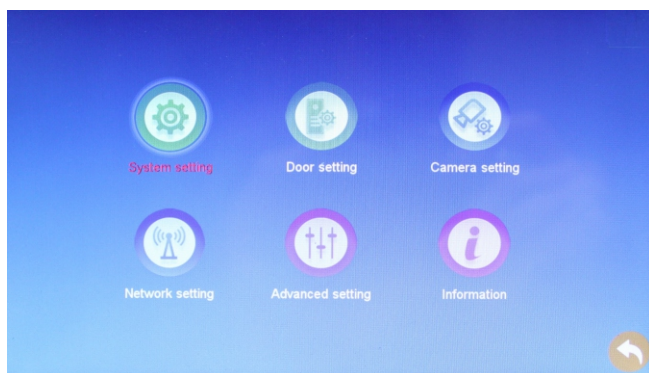 System setting
Door setting
Camera setting
Network setting
Advanced setting
Information